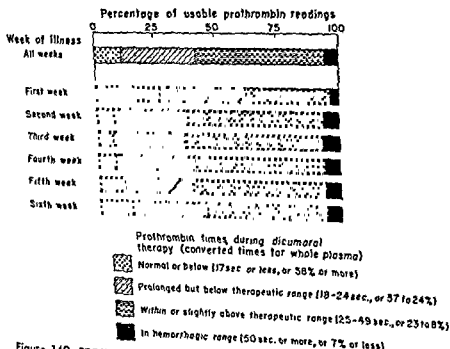 Percentage of usable prothrombin readings
0 25 50 75 100
Week of Illness
All weeks
First week
Second week
Third week
Fourth week
Fifth week
Sixth week
Prothrombin times during dicumarol
therapy (converted times for whole plasma)
Normal or below (17 sec or less, or 38% or more)
Prolonged but below therapeutic range (18-24 sec., or 37 to 24%)
Within or slightly above therapeutic range (25-49 sec., or 23 to 8%)
In hemorrhagic range (50 sec. or more, or 7% or less)
Figure